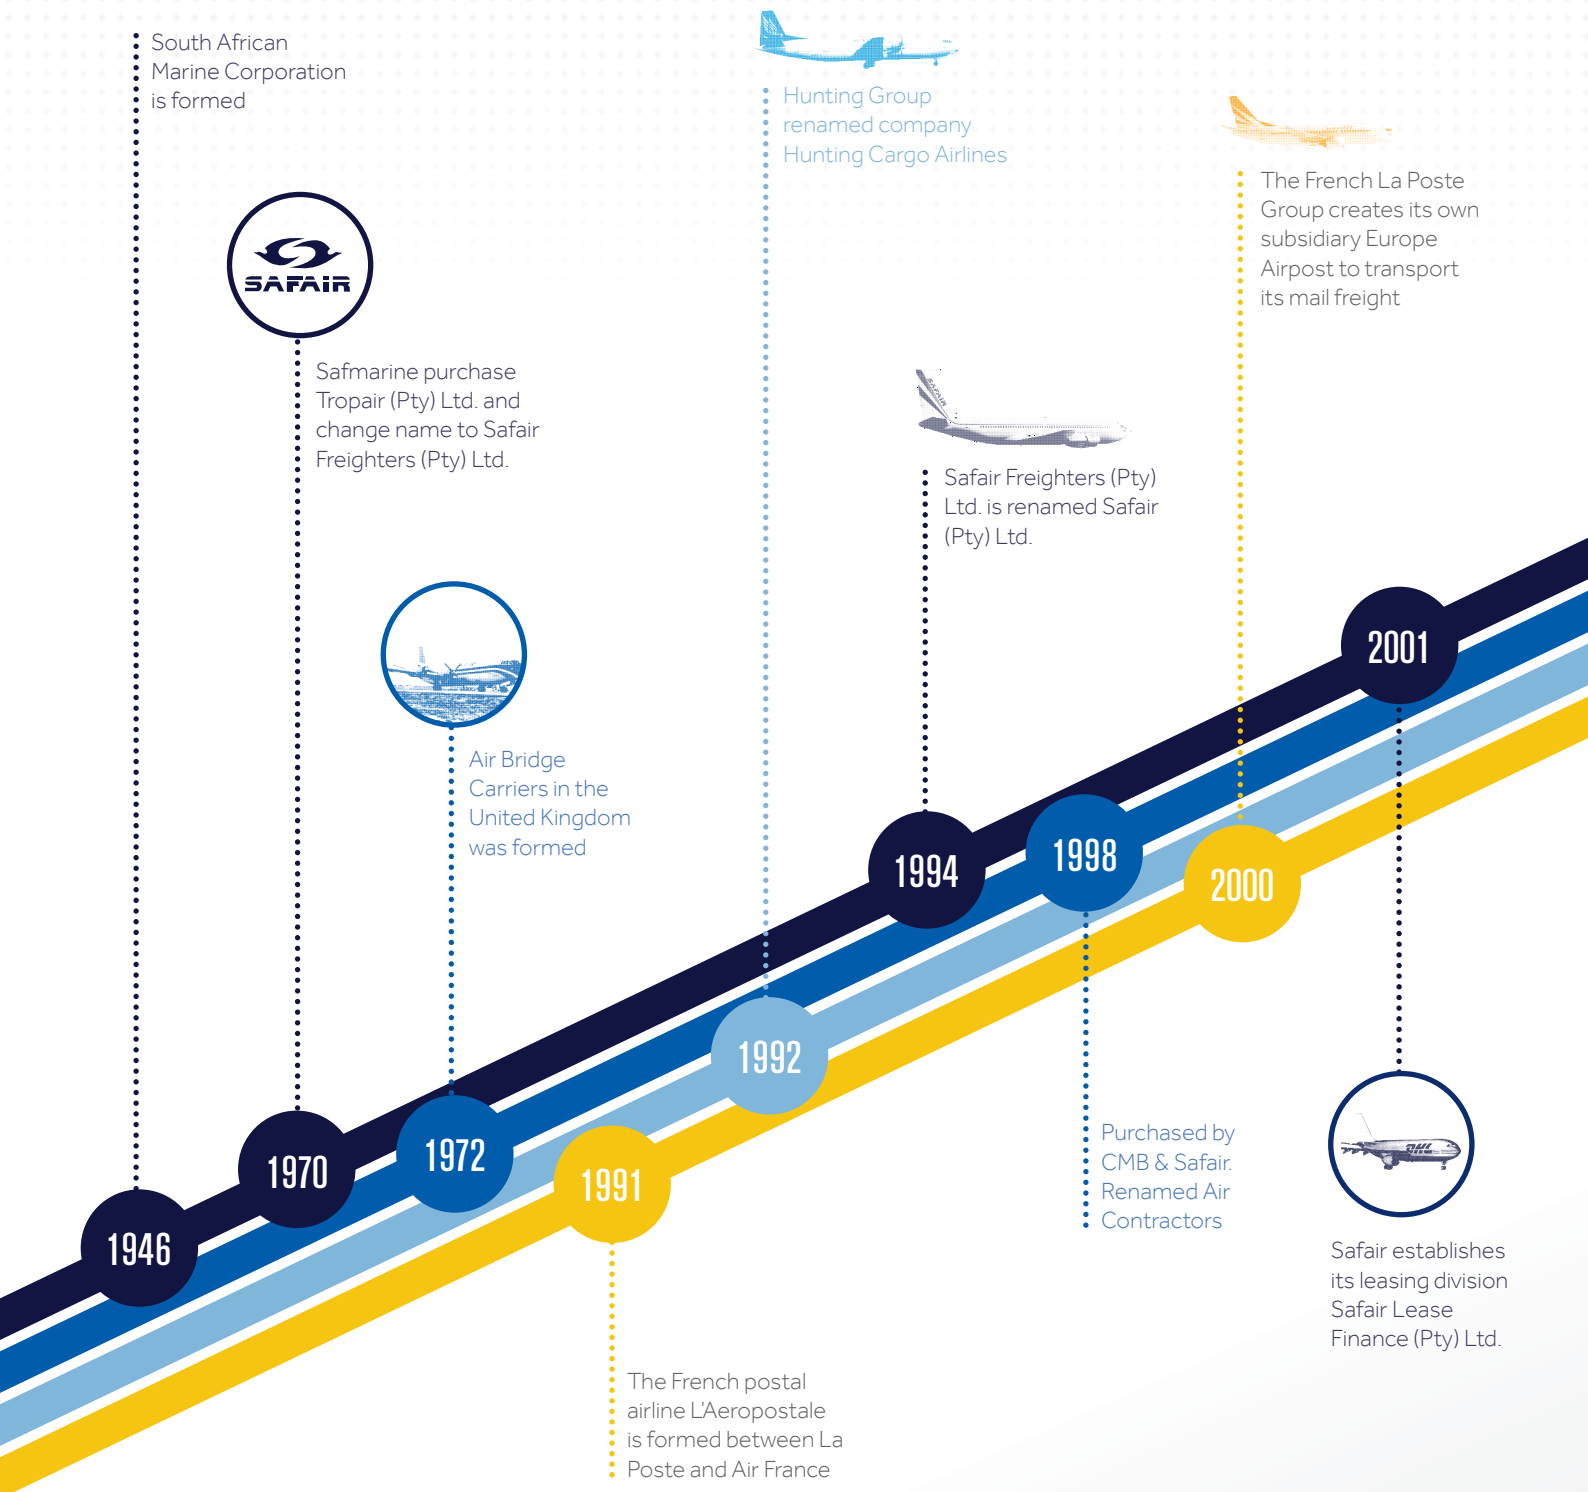 South African
Marine Corporation
is formed
SAFAIR
Safmarine purchase
Tropair (Pty) Ltd. and
change name to Safair
Freighters (Pty) Ltd.
Air Bridge
Carriers in the
United Kingdom
was formed
Hunting Group
renamed company
Hunting Cargo Airlines
SAFAIR
Safair Freighters (Pty)
Ltd. is renamed Safair
(Pty) Ltd.
The French La Poste
Group creates its own
subsidiary Europe
Airpost to transport
its mail freight
1946
1970
1972
1991
1992
1994
1998
2000
2001
The French postal
airline L'Aeropostale
is formed between La
Poste and Air France
Purchased by
CMB & Safair.
Renamed Air
Contractors
DHL
Safair establishes
its leasing division
Safair Lease
Finance (Pty) Ltd.